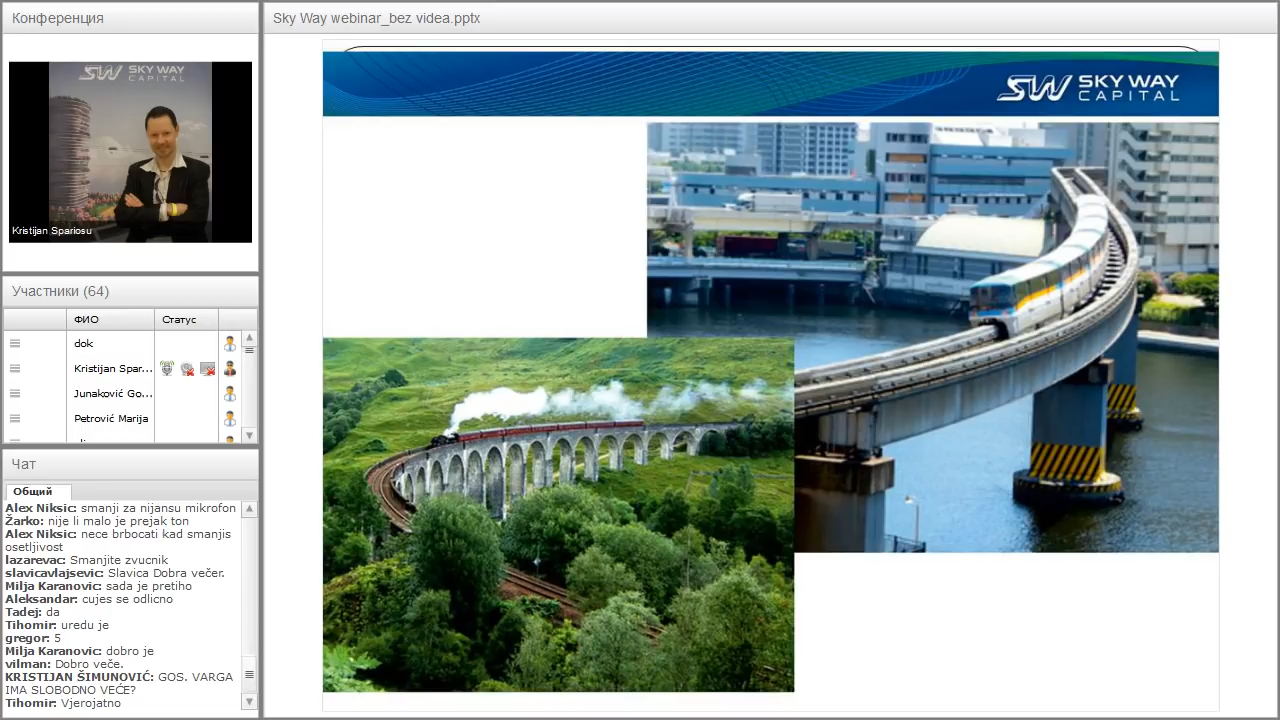 Конференция
SKY WAY
CAPITAL
Kristijan Spariosu
Участники (64)
ФИО Статус
dok
Kristijan Spar...
Junaković Go...
Petrović Marija
Чат
Общий
Alex Niksic: smanji za nijansu mikrofon
Žarko: nije li malo je prejak ton
Alex Niksic: nece brbocati kad smanjis
osetljivost
lazarevac: Smanjite zvucnik
slavicavlajsevic: Slavica Dobra večer.
Milja Karanovic: sada je pretiho
Aleksandar: cujes se odlicno
Tadej: da
Tihomir: uredu je
gregor: 5
Milja Karanovic: dobro je
vilman: Dobro veče.
KRISTIJAN ŠIMUNOVIĆ: GOS. VARGA
IMA SLOBODNO VEĆE?
Tihomir: Vjerojatno
Sky Way webinar_bez videa.pptx
SW SKY WAY
CAPITAL